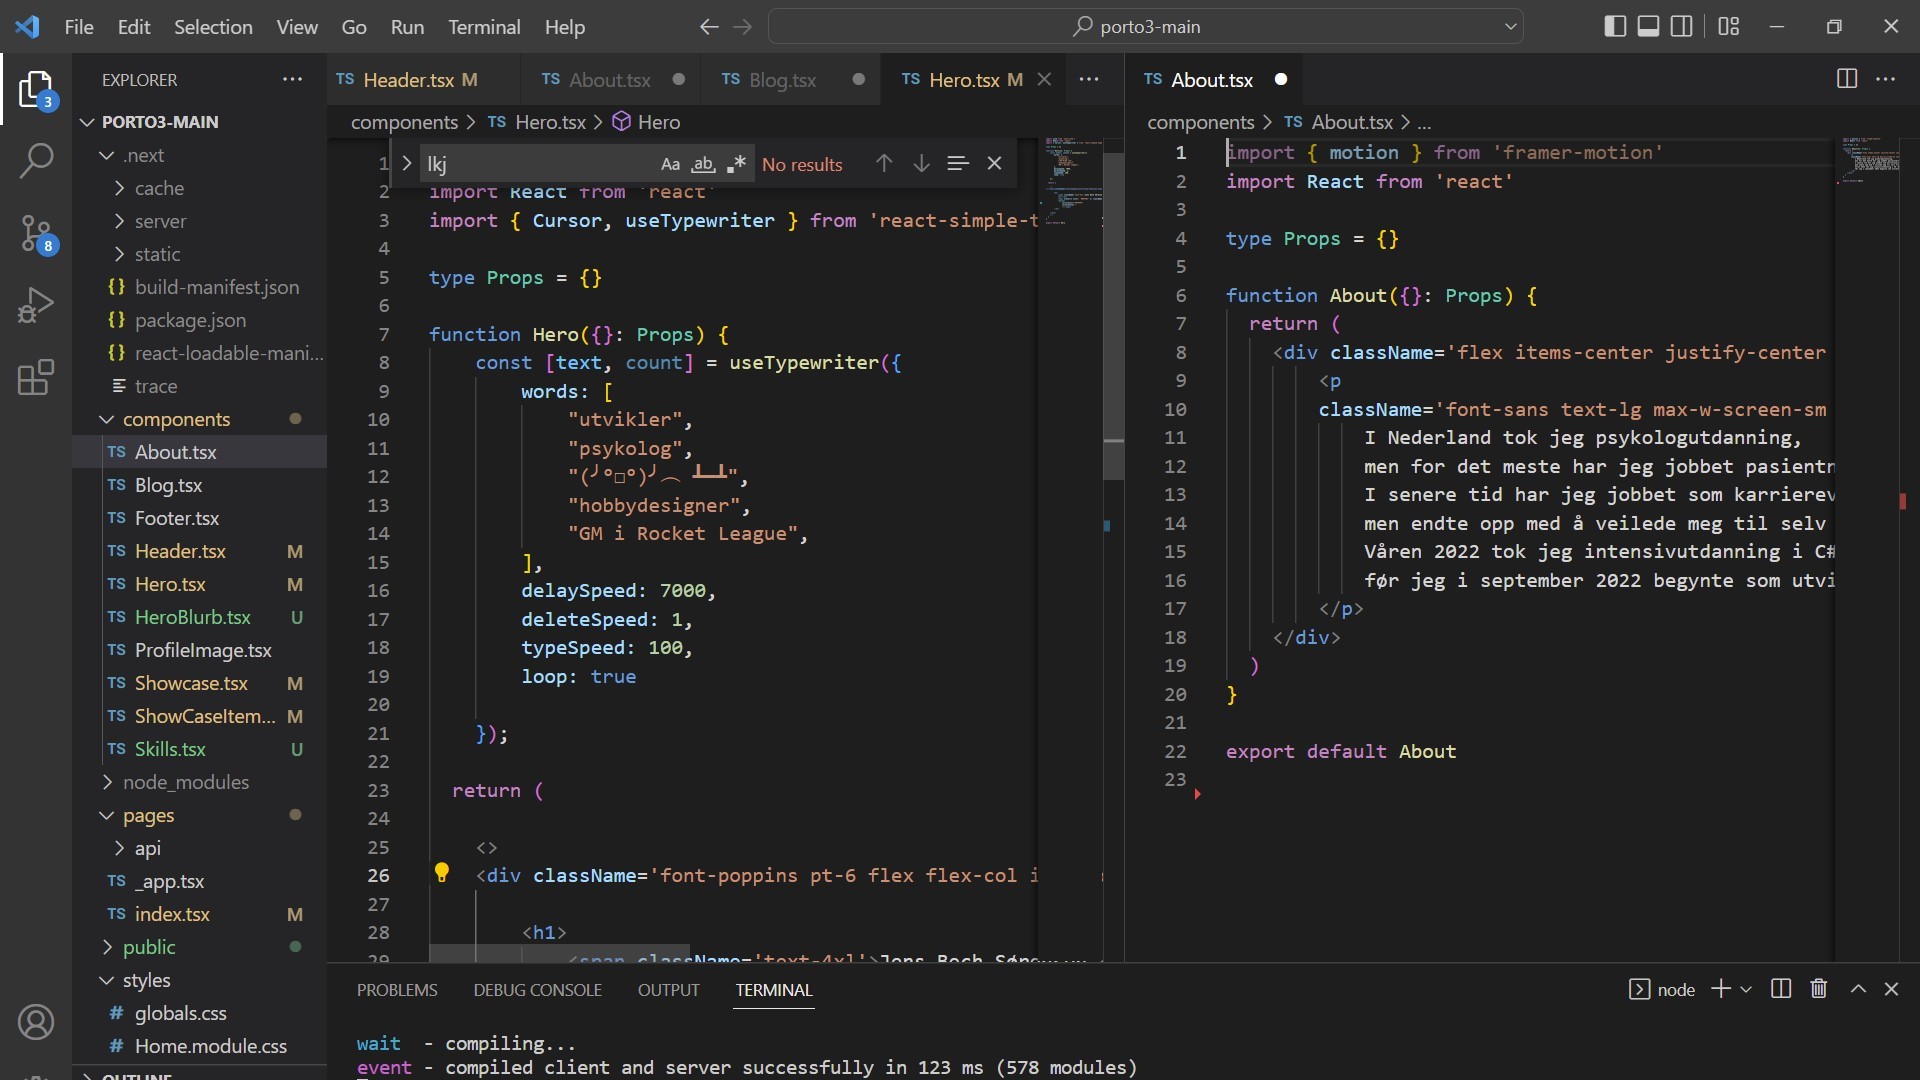 File Edit Selection View Go Run Terminal Help
porto3-main
EXPLORER
PORTO3-MAIN
.next
cache
server
static
{} build-manifest.json
{} package.json
{} react-loadable-mani...
trace
components
TS About.tsx
TS Blog.tsx
TS Footer.tsx
TS Header.tsx M
TS Hero.tsx M
TS HeroBlurb.tsx U
TS ProfileImage.tsx
TS Showcase.tsx M
TS ShowCaseItem... M
TS Skills.tsx U
node_modules
pages
api
TS _app.tsx
TS index.tsx M
public
styles
# globals.css
# Home.module.css
OUTLINE
3
8
TS Header.tsx M TS About.tsx TS Blog.tsx TS Hero.tsx M
components > TS Hero.tsx > Hero
lkj Aa ab No results
1
2 import React from 'react'
3 import { Cursor, useTypewriter } from 'react-simple-t
4
5 type Props = {}
6
7 function Hero({}: Props) {
8 const [text, count] = useTypewriter({
9 words: [
10 "utvikler",
11 "psykolog",
12 "(╯°□°)╯︵ ┻━┻",
13 "hobbydesigner",
14 "GM i Rocket League",
15 ],
16 delaySpeed: 7000,
17 deleteSpeed: 1,
18 typeSpeed: 100,
19 loop: true
20
21 });
22
23 return (
24
25 <>
26 <div className='font-poppins pt-6 flex flex-col i
27
28 <h1>
29 <span className='text-4xl'>Jens Bech
TS About.tsx
components > TS About.tsx > ...
1 import { motion } from 'framer-motion'
2 import React from 'react'
3
4 type Props = {}
5
6 function About({}: Props) {
7 return (
8 <div className='flex items-center justify-center
9 <p
10 className='font-sans text-lg max-w-screen-sm
11 I Nederland tok jeg psykologutdanning,
12 men for det meste har jeg jobbet pasientn
13 I senere tid har jeg jobbet som karrierev
14 men endte opp med å veilede meg til selv
15 Våren 2022 tok jeg intensivutdanning i C#
16 før jeg i september 2022 begynte som utvi
17 </p>
18 </div>
19 )
20 }
21
22 export default About
23
PROBLEMS DEBUG CONSOLE OUTPUT TERMINAL
node
wait - compiling...
event - compiled client and server successfully in 123 ms (578 modules)